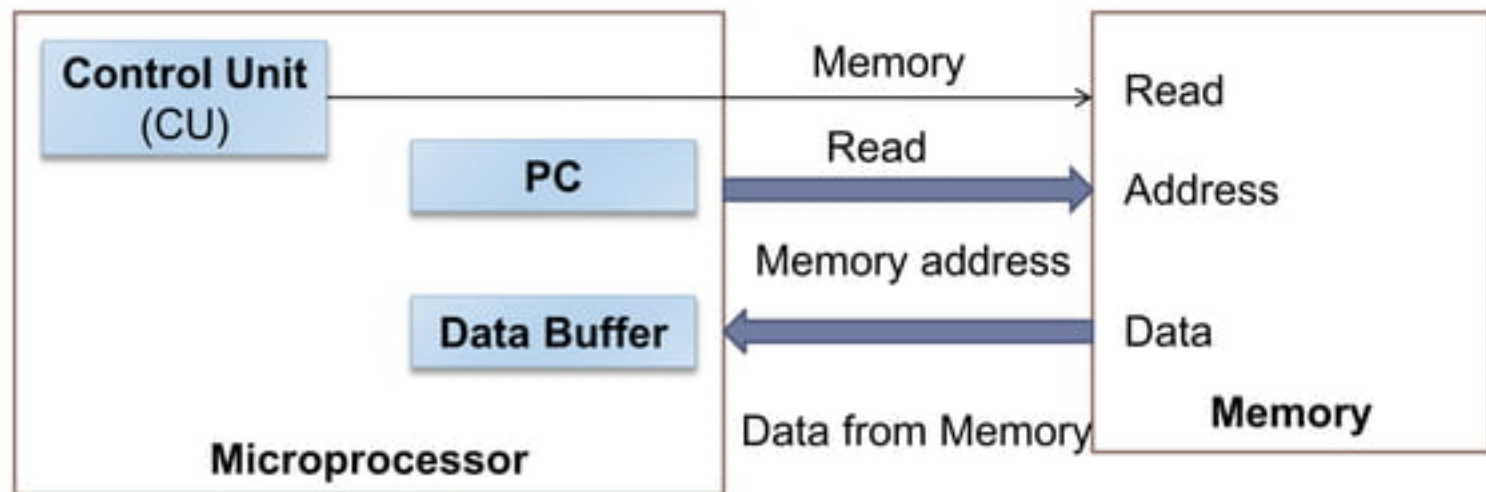 Control Unit
(CU)
PC
Data Buffer
Microprocessor
Memory
Read
Memory address
Data from Memory
Read
Address
Data
Memory